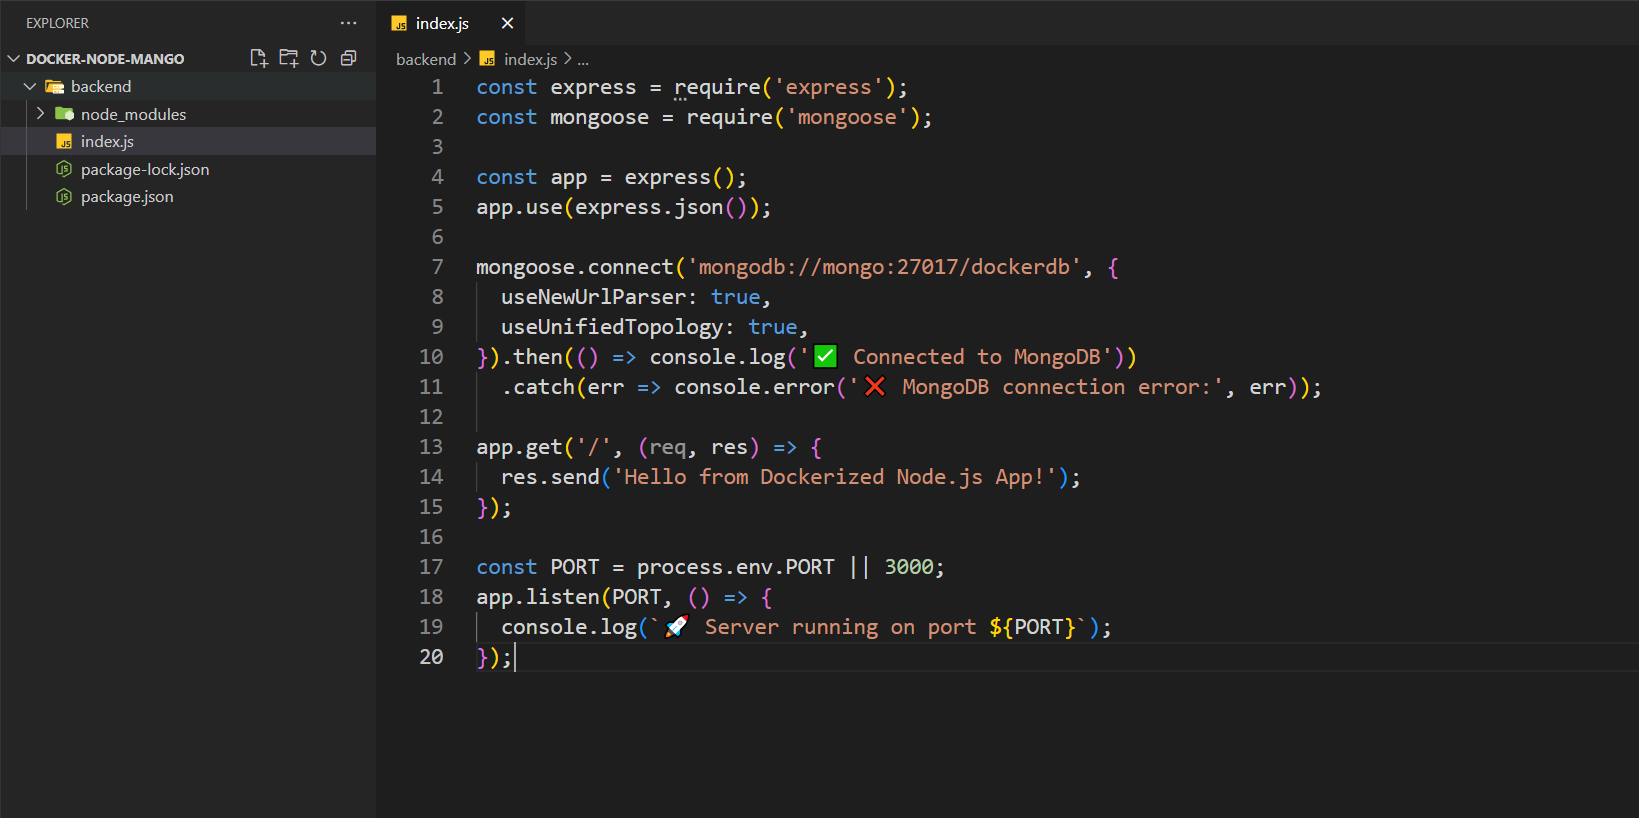 EXPLORER
DOCKER-NODE-MANGO
backend
node_modules
index.js
package-lock.json
package.json
index.js
backend > index.js > ...
1 const express = require('express');
2 const mongoose = require('mongoose');
3
4 const app = express();
5 app.use(express.json());
6
7 mongoose.connect('mongodb://mongo:27017/dockerdb', {
8   useNewUrlParser: true,
9   useUnifiedTopology: true,
10 }).then(() => console.log('✅ Connected to MongoDB'))
11   .catch(err => console.error('❌ MongoDB connection error:', err));
12
13 app.get('/', (req, res) => {
14   res.send('Hello from Dockerized Node.js App!');
15 });
16
17 const PORT = process.env.PORT || 3000;
18 app.listen(PORT, () => {
19   console.log(`🚀 Server running on port ${PORT}`);
20 });